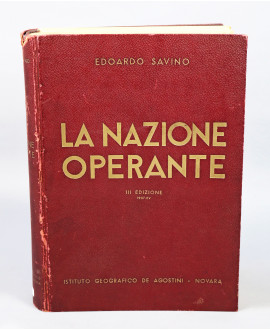 EDOARDO SAVINO
LA NAZIONE
OPERANTE
III EDIZIONE
ISTITUTO GEOGRAFICO DE AGOSTINI - NOVARA